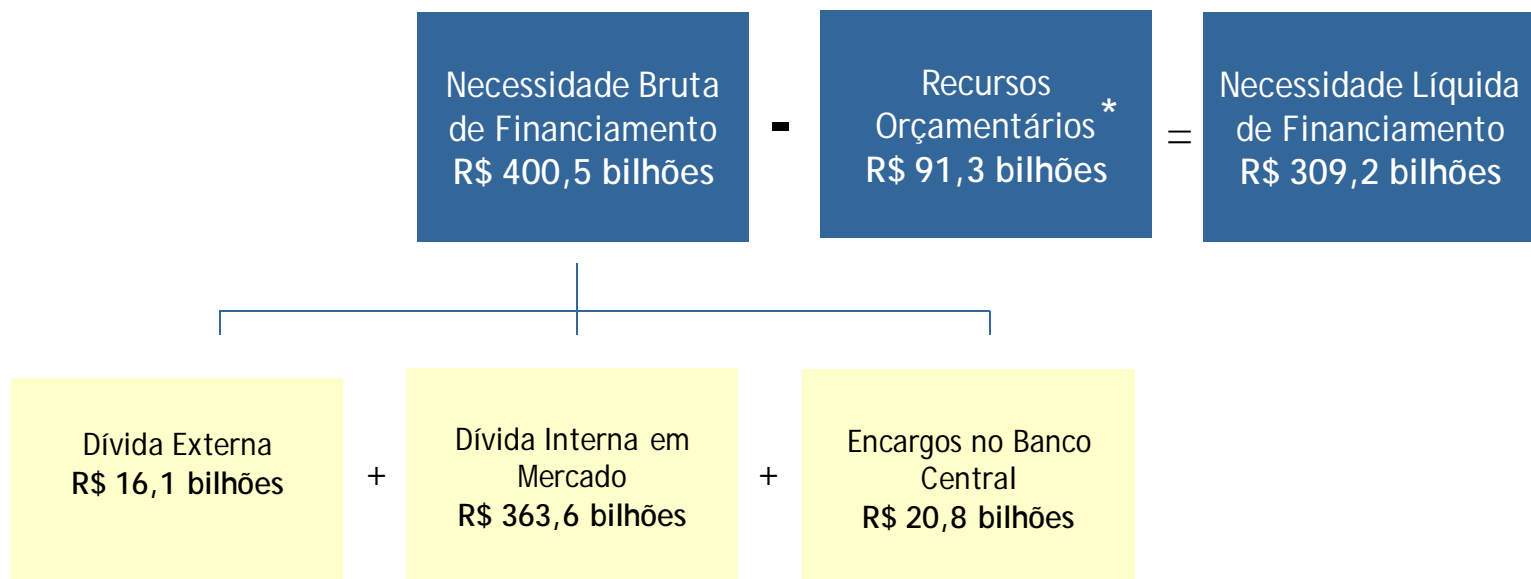 Necessidade Bruta
de Financiamento
R$ 400,5 bilhões
-
Recursos
Orçamentários*
R$ 91,3 bilhões
=
Necessidade Líquida
de Financiamento
R$ 309,2 bilhões
Dívida Externa
R$ 16,1 bilhões
+
Dívida Interna em
Mercado
R$ 363,6 bilhões
+
Encargos no Banco
Central
R$ 20,8 bilhões